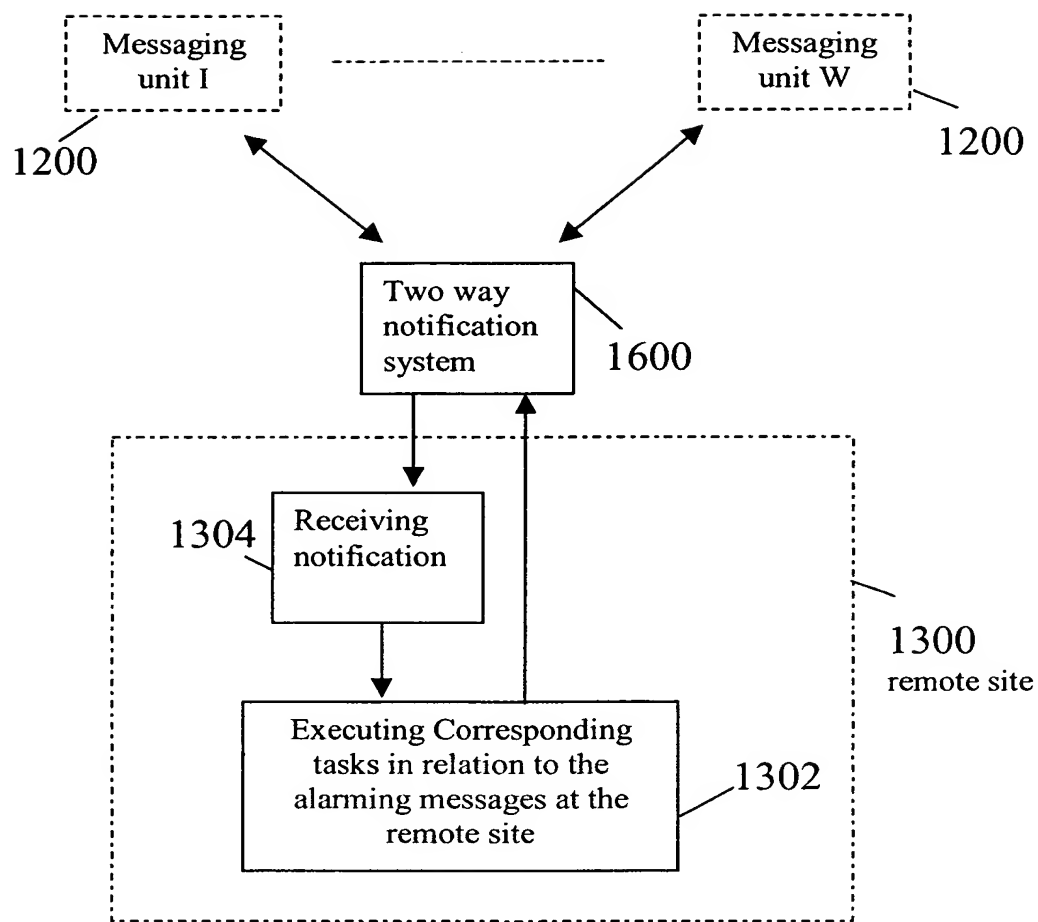 Messaging
unit I
Messaging
unit W
1200
1200
Two way
notification
system
1600
Receiving
notification
1304
1300
remote site
Executing Corresponding
tasks in relation to the
alarming messages at the
remote site
1302